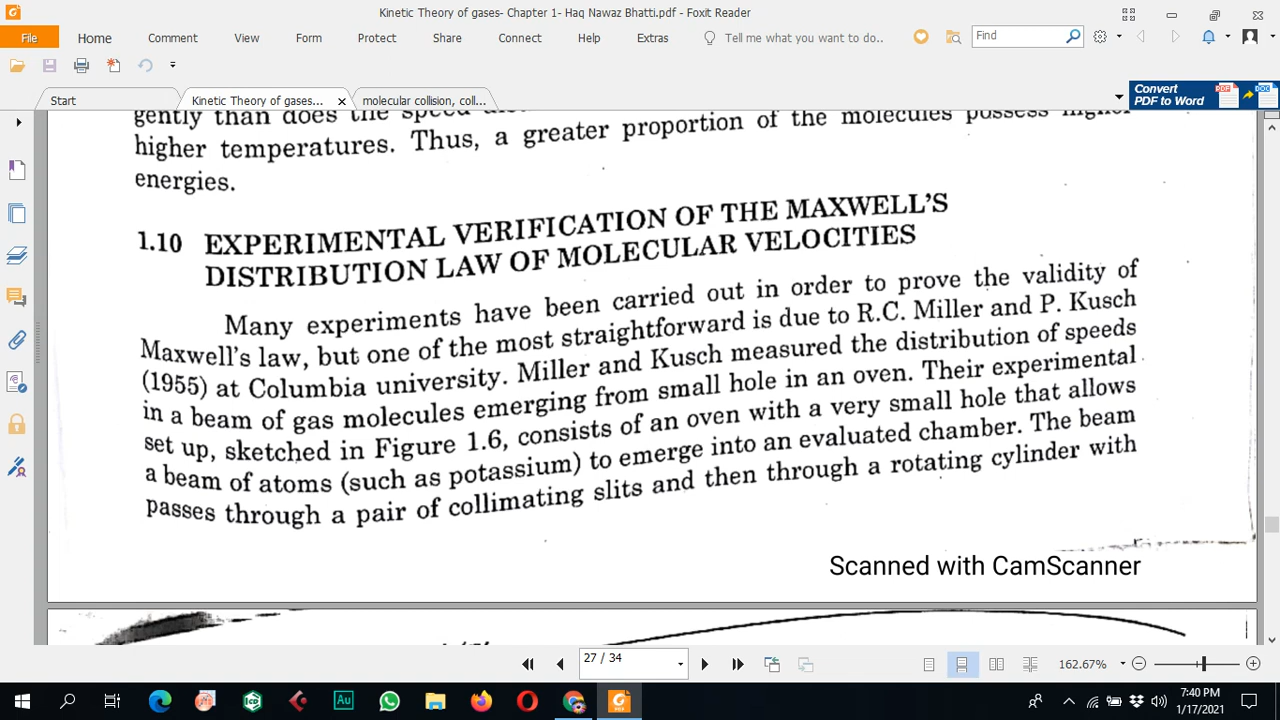 Kinetic Theory of gases- Chapter 1- Haq Nawaz Bhatti.pdf - Foxit Reader
File Home Comment View Form Protect Share Connect Help Extras Tell me what you want to do.. Find
Start Kinetic Theory of gases... molecular collision, coll...
Convert
PDF to Word
gently than does the speed
higher temperatures. Thus, a greater proportion of the molecules possess higher
energies.
1.10 EXPERIMENTAL VERIFICATION OF THE MAXWELL'S
DISTRIBUTION LAW OF MOLECULAR VELOCITIES
Many experiments have been carried out in order to prove the validity of
Maxwell's law, but one of the most straightforward is due to R.C. Miller and P. Kusch
(1955) at Columbia university. Miller and Kusch measured the distribution of speeds
in a beam of gas molecules emerging from small hole in an oven. Their experimental
set up, sketched in Figure 1.6, consists of an oven with a very small hole that allows
a beam of atoms (such as potassium) to emerge into an evaluated chamber. The beam
passes through a pair of collimating slits and then through a rotating cylinder with
Scanned with CamScanner
27 / 34
162.67%
7:40 PM
1/17/2021